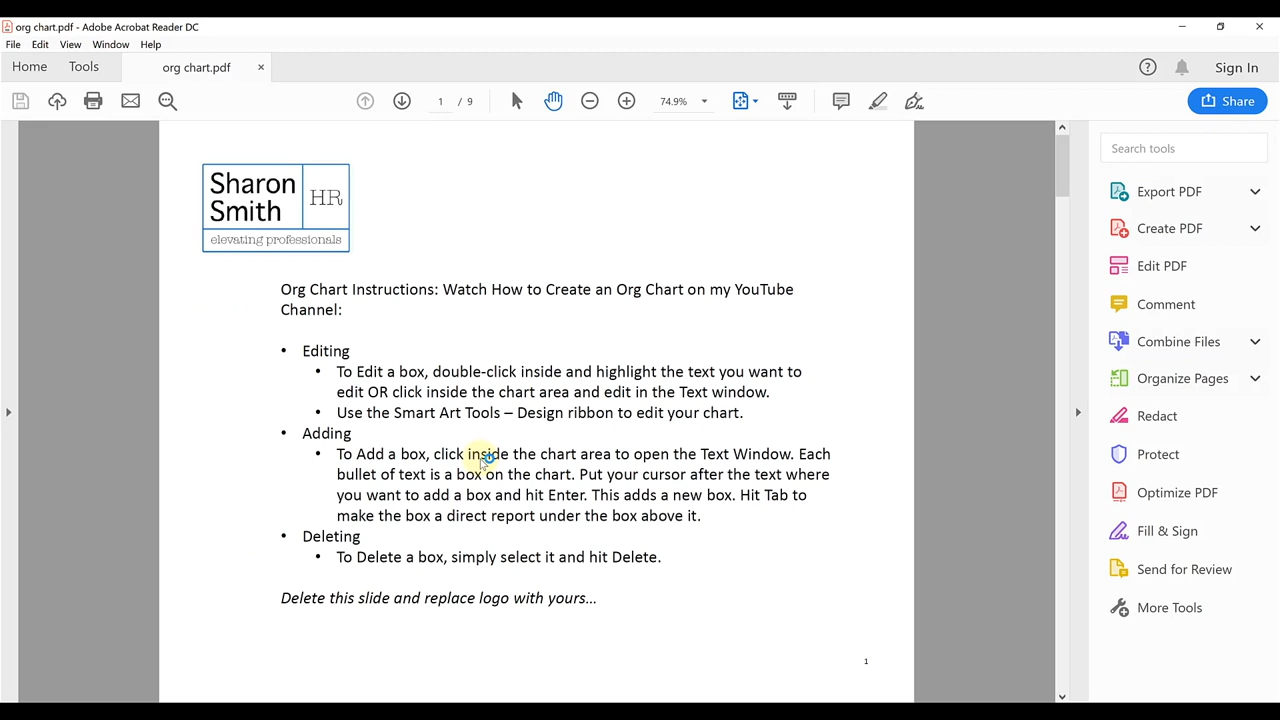 org chart.pdf - Adobe Acrobat Reader DC
File Edit View Window Help
Home Tools org chart.pdf × Sign In
1 / 9 74.9% Share
Search tools
Export PDF
Create PDF
Edit PDF
Comment
Combine Files
Organize Pages
Redact
Protect
Optimize PDF
Fill & Sign
Send for Review
More Tools
Sharon
Smith
HR
elevating professionals
Org Chart Instructions: Watch How to Create an Org Chart on my YouTube
Channel:
• Editing
• To Edit a box, double-click inside and highlight the text you want to
edit OR click inside the chart area and edit in the Text window.
• Use the Smart Art Tools – Design ribbon to edit your chart.
• Adding
• To Add a box, click inside the chart area to open the Text Window. Each
bullet of text is a box on the chart. Put your cursor after the text where
you want to add a box and hit Enter. This adds a new box. Hit Tab to
make the box a direct report under the box above it.
• Deleting
• To Delete a box, simply select it and hit Delete.
Delete this slide and replace logo with yours...
1